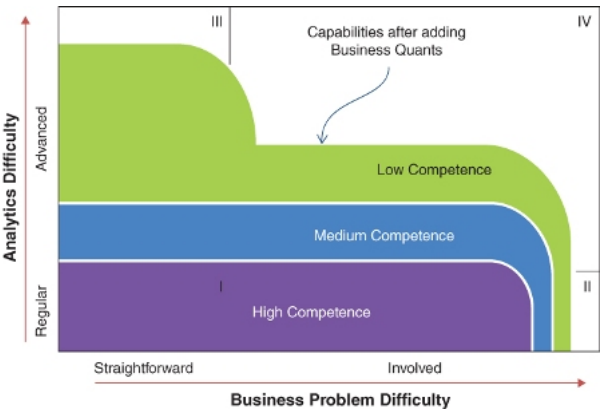 III
IV
Capabilities after adding
Business Quants
Low Competence
Medium Competence
High Competence
I
II
Analytics Difficulty
Advanced
Regular
Straightforward
Involved
Business Problem Difficulty